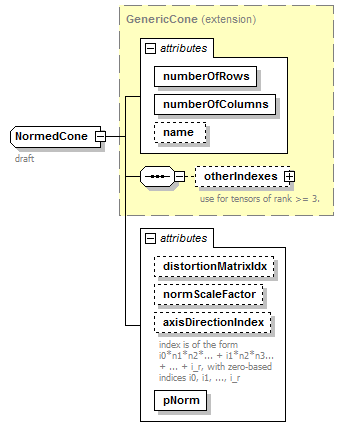 GenericCone (extension)
attributes
numberOfRows
numberOfColumns
name
NormedCone
draft
otherIndexes
use for tensors of rank >= 3.
attributes
distortionMatrixIdx
normScaleFactor
axisDirectionIndex
index is of the form
i0*n1*n2*... + i1*n2*n3...
+ ... + i_r, with zero-based
indices i0, i1, ..., i_r
pNorm